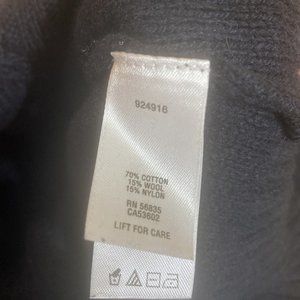 924916
70% COTTON
15% WOOL
15% NYLON
RN 56835
CA53602
LIFT FOR CARE